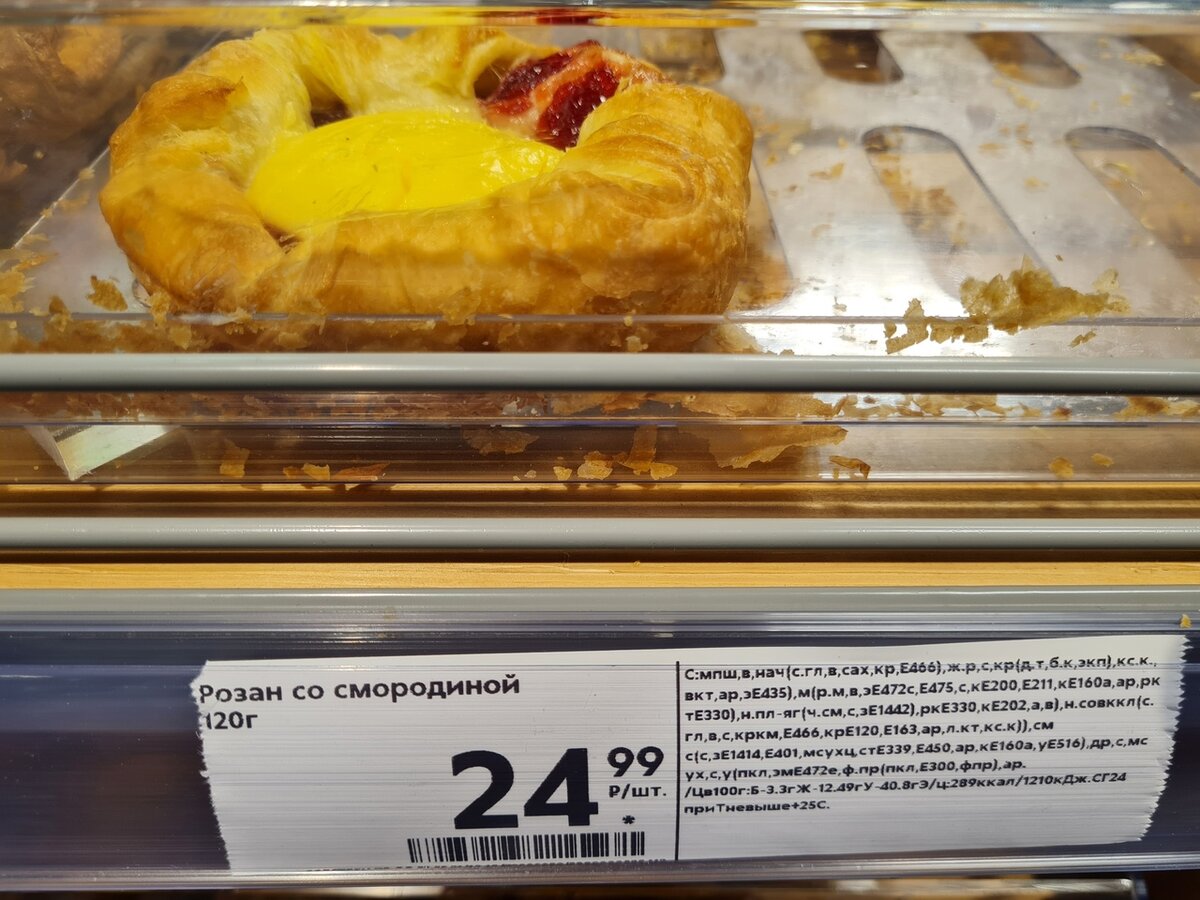 Розан со смородиной
120г
24 99
Р/шт.
*
С:мпш,в,нач(с.гл,в,сах,кр,Е466),ж.р,с,кр(д.т,б.к,экп),кс.к.,
вкт,ар,эЕ435),м(р.м,в,эЕ472с,Е475,с,кЕ200,Е211,кЕ160а,ар,рк
тЕ330),н.пл-яг(ч.см,с,зЕ1442),ркЕ330,кЕ202,а,в),н.совккл(с.
гл,в,с,кркм,Е466,крЕ120,Е163,ар,л.кт,кс.к)),см
с(с,зЕ1414,Е401,мсухц,стЕ339,Е450,ар,кЕ160а,уЕ516),др,с,мс
ух,с,у(пкл,эмЕ472е,ф.пр(пкл,Е300,фпр),ар.
/Цв100г:Б-3.3гЖ-12.49гУ-40.8гЭ/ц:289ккал/1210кДж.СГ24
приТневыше+25С.